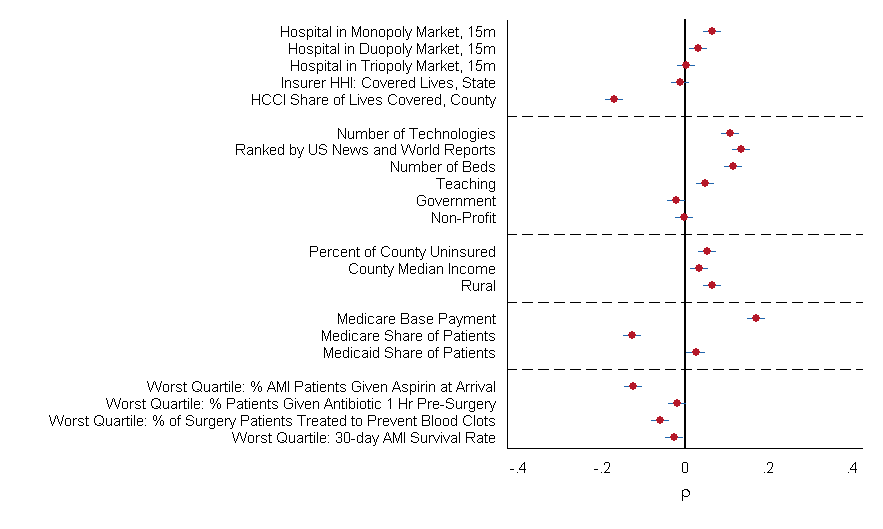 Hospital in Monopoly Market, 15m
Hospital in Duopoly Market, 15m
Hospital in Triopoly Market, 15m
Insurer HHI: Covered Lives, State
HCCI Share of Lives Covered, County
Number of Technologies
Ranked by US News and World Reports
Number of Beds
Teaching
Government
Non-Profit
Percent of County Uninsured
County Median Income
Rural
Medicare Base Payment
Medicare Share of Patients
Medicaid Share of Patients
Worst Quartile: % AMI Patients Given Aspirin at Arrival
Worst Quartile: % Patients Given Antibiotic 1 Hr Pre-Surgery
Worst Quartile: % of Surgery Patients Treated to Prevent Blood Clots
Worst Quartile: 30-day AMI Survival Rate
-.4 -.2 0 .2 .4
ρ